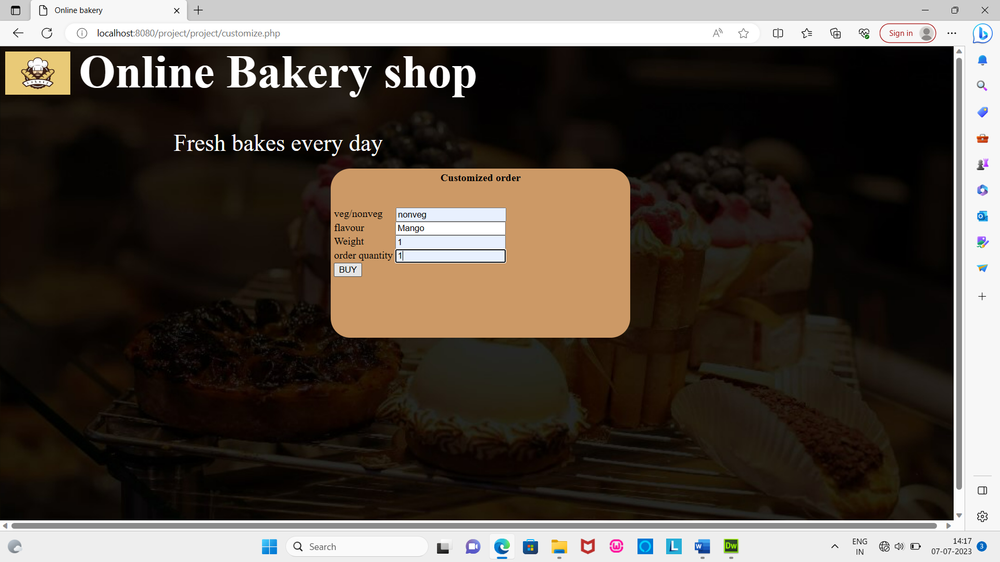 Online bakery
localhost:8080/project/project/customize.php
Sign in
bakery
Online Bakery shop
Fresh bakes every day
Customized order
veg/nonveg nonveg
flavour Mango
Weight 1
order quantity 1
BUY
Search
W
Dw
ENG
IN
14:17
07-07-2023
3